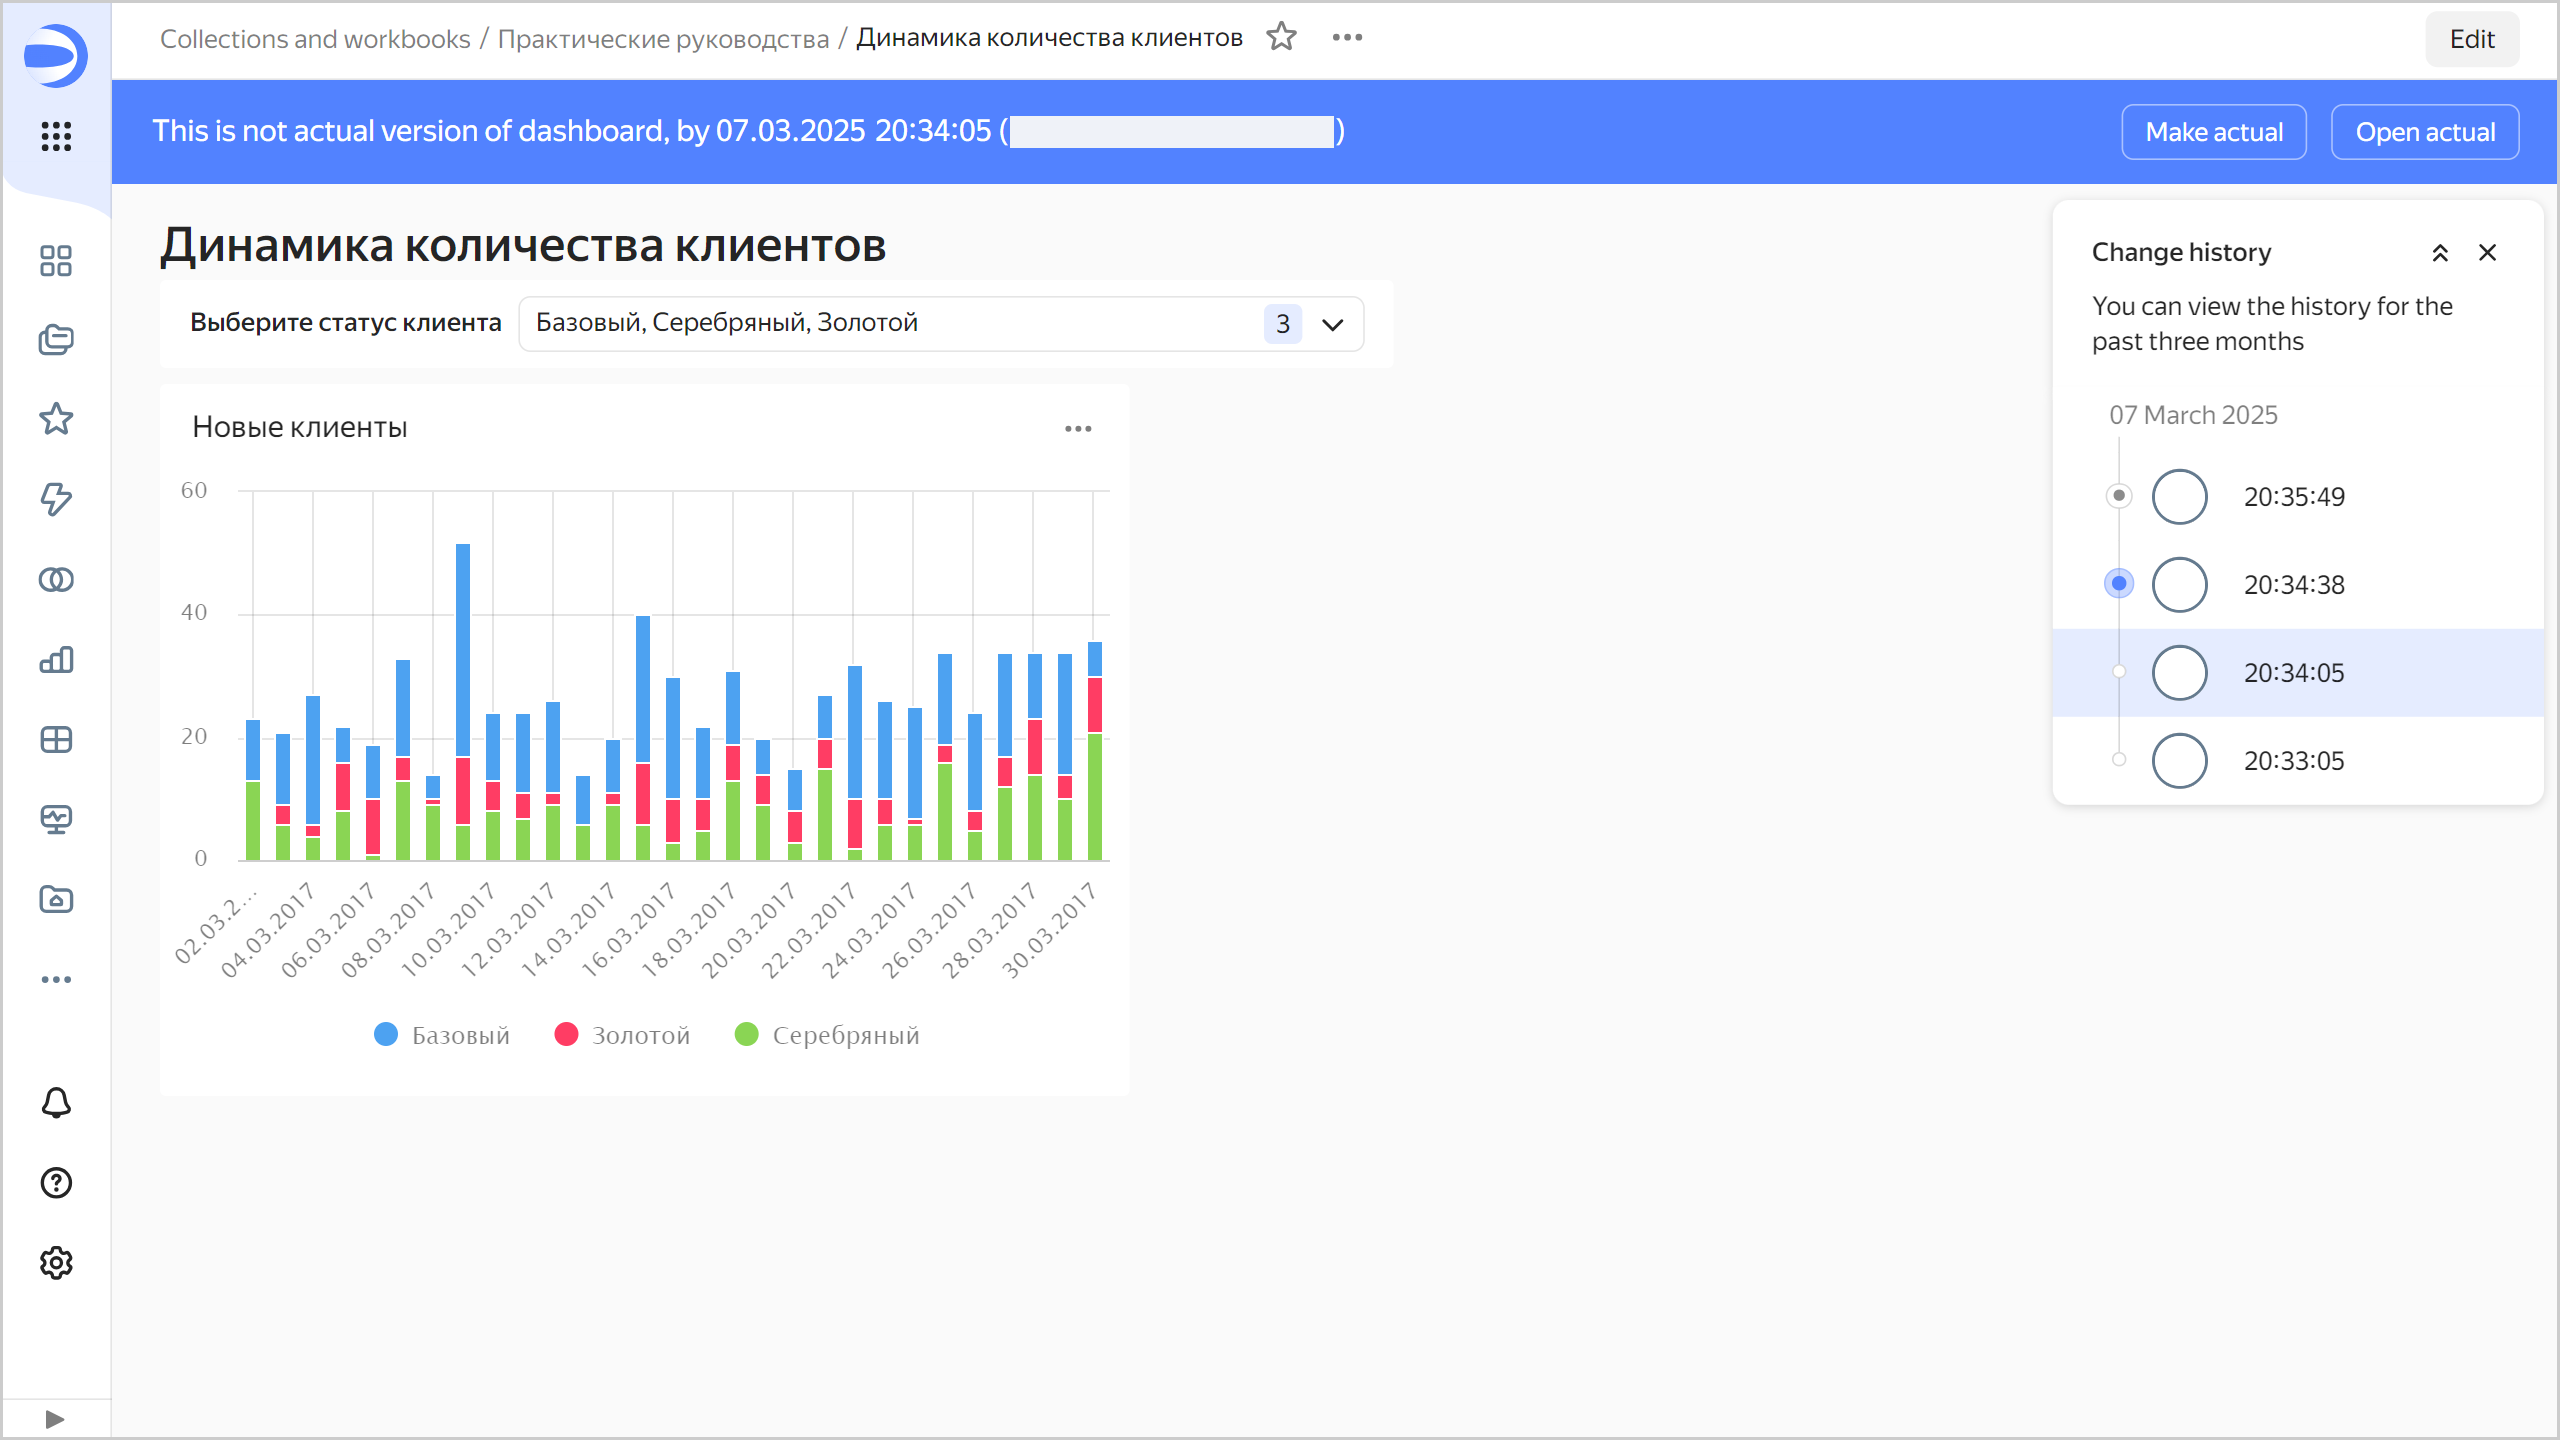 Collections and workbooks / Практические руководства / Динамика количества клиентов
Edit
This is not actual version of dashboard, by 07.03.2025 20:34:05 ( )
Make actual
Open actual
Динамика количества клиентов
Выберите статус клиента
Базовый, Серебряный, Золотой
3
Новые клиенты
60
40
20
0
02.03.2...
04.03.2017
06.03.2017
08.03.2017
10.03.2017
12.03.2017
14.03.2017
16.03.2017
18.03.2017
20.03.2017
22.03.2017
24.03.2017
26.03.2017
28.03.2017
30.03.2017
Базовый
Золотой
Серебряный
Change history
You can view the history for the
past three months
07 March 2025
20:35:49
20:34:38
20:34:05
20:33:05